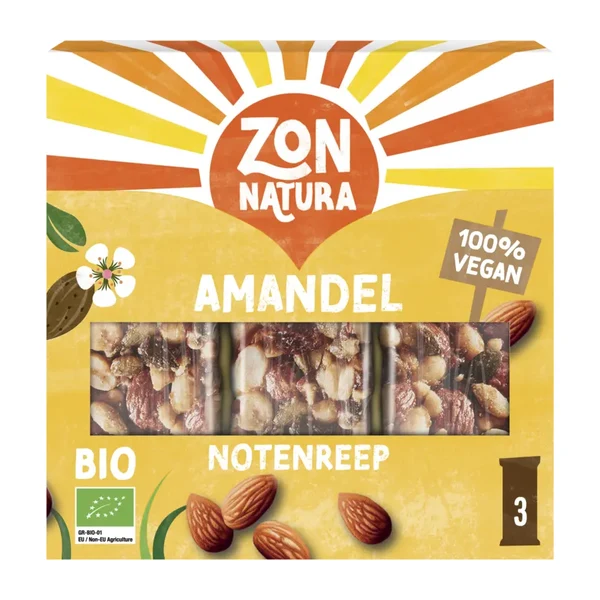 ZON
NATURA
100%
VEGAN
AMANDEL
BIO
NOTENREEP
3
GR-BIO-01
EU / Non-EU Agriculture